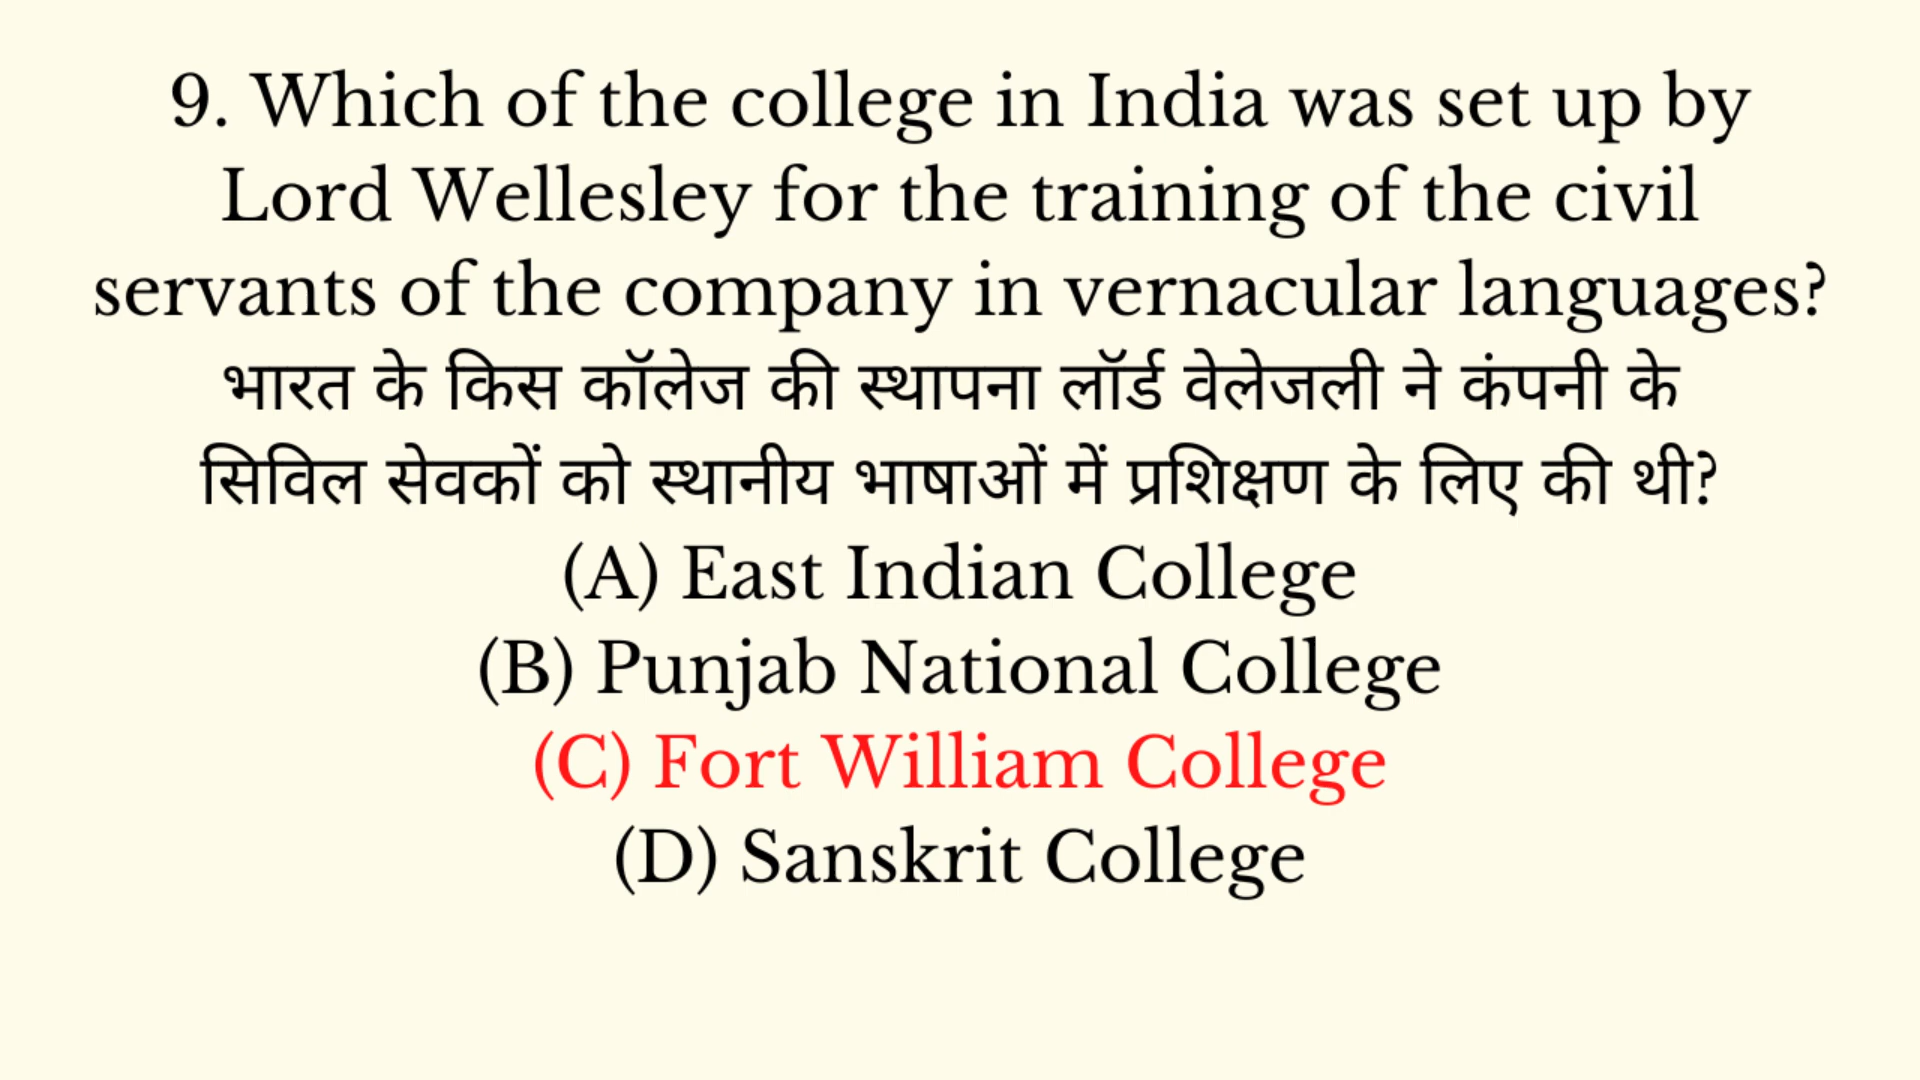 9. Which of the college in India was set up by
Lord Wellesley for the training of the civil
servants of the company in vernacular languages?
भारत के किस कॉलेज की स्थापना लॉर्ड वेलेजली ने कंपनी के
सिविल सेवकों को स्थानीय भाषाओं में प्रशिक्षण के लिए की थी?
(A) East Indian College
(B) Punjab National College
(C) Fort William College
(D) Sanskrit College